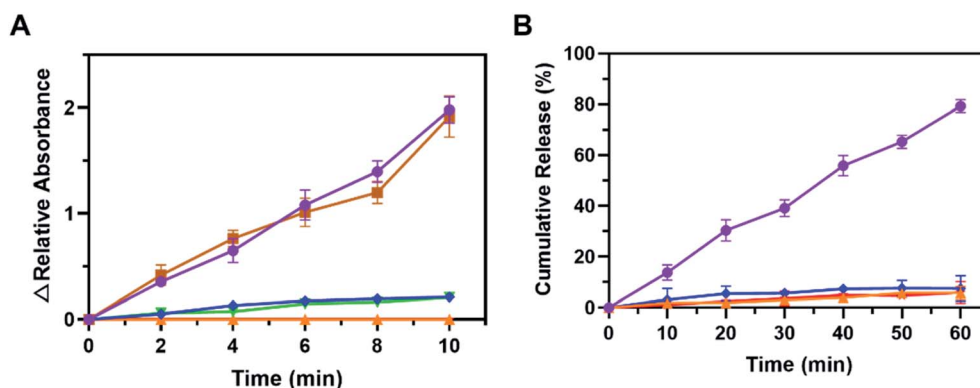 A
△Relative Absorbance
2
1
0
0 2 4 6 8 10
Time (min)
B
Cumulative Release (%)
100
80
60
40
20
0
0 10 20 30 40 50 60
Time (min)